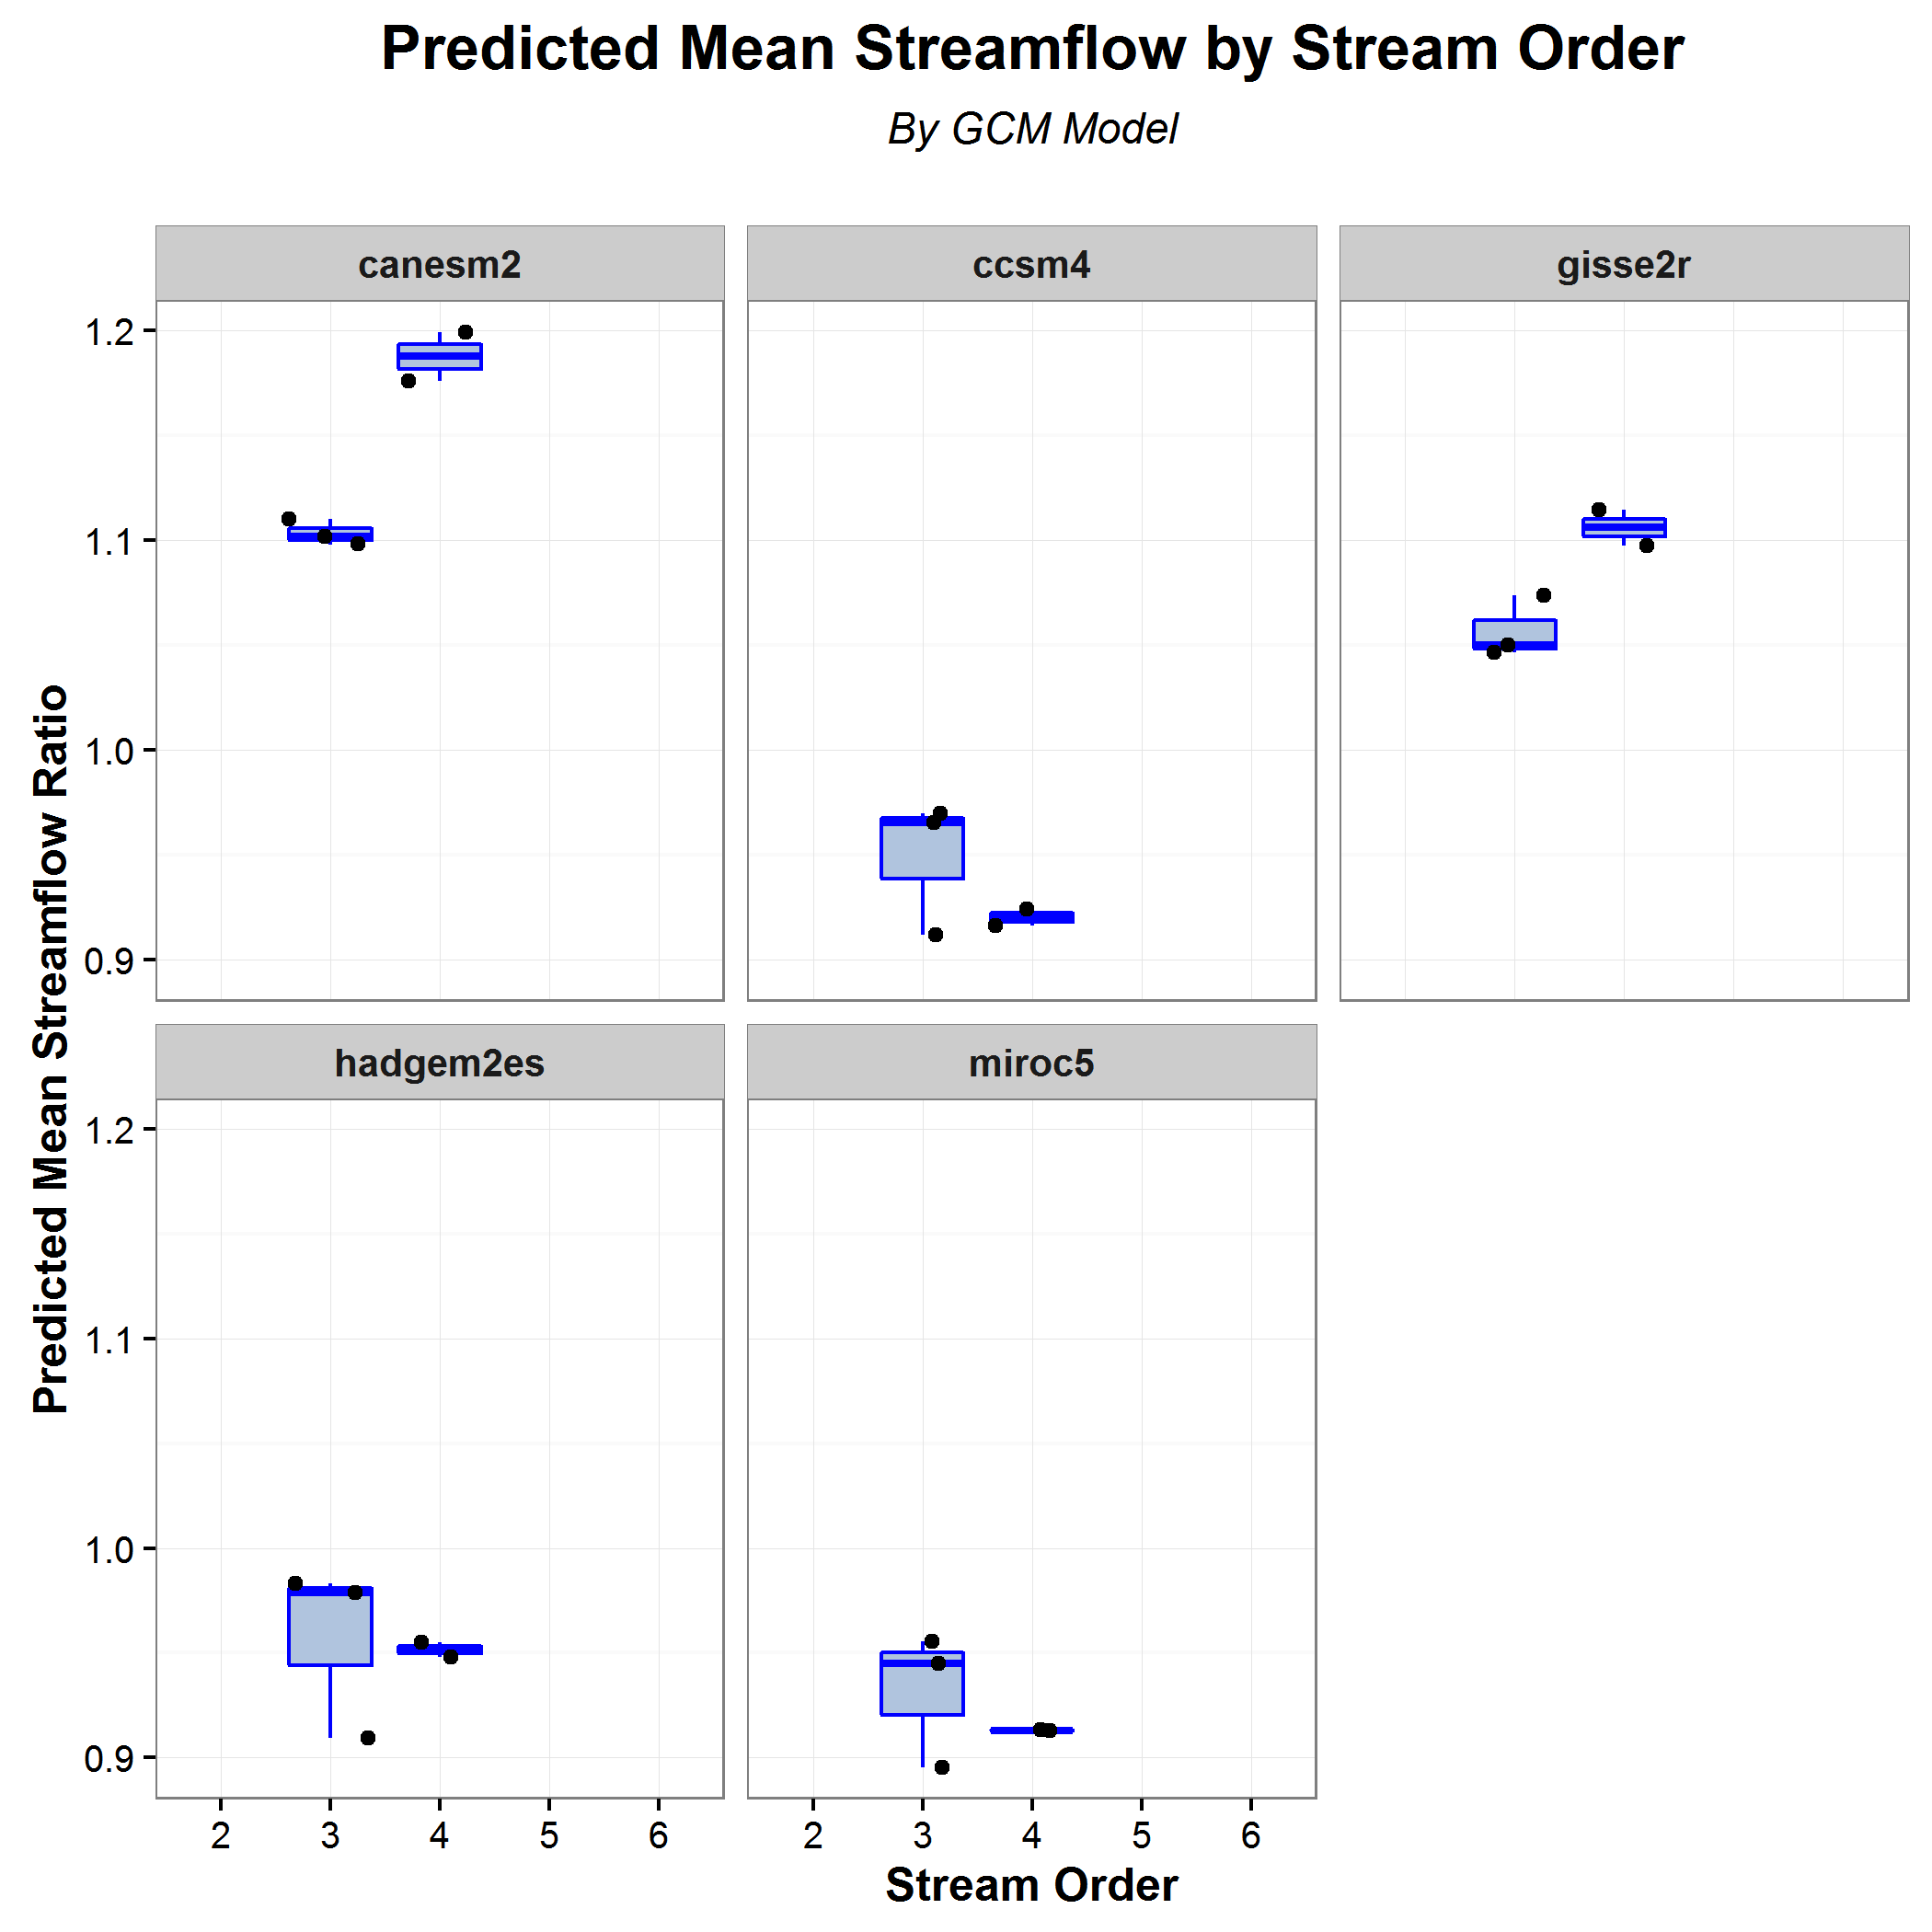 Predicted Mean Streamflow by Stream Order
By GCM Model
canesm2 ccsm4 gisse2r
1.2
1.1
1.0
0.9
Predicted Mean Streamflow Ratio
hadgem2es miroc5
1.2
1.1
1.0
0.9
2 3 4 5 6 2 3 4 5 6
Stream Order